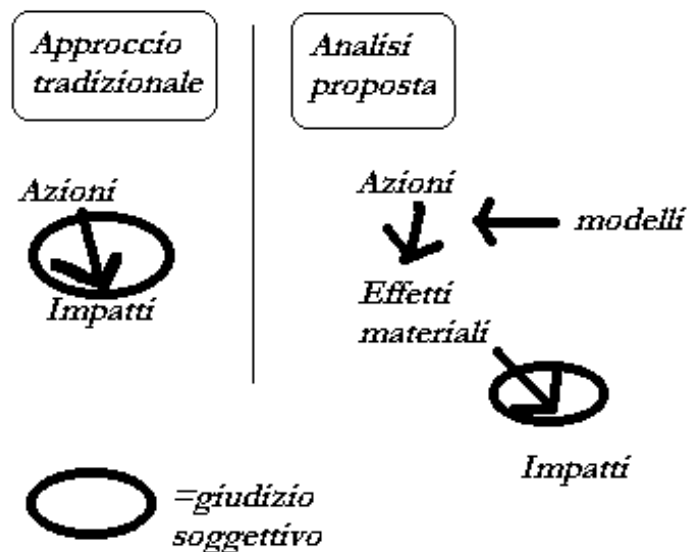 Approccio
tradizionale
Analisi
proposta
Azioni
Impatti
Azioni
modelli
Effetti
materiali
Impatti
=giudizio
soggettivo